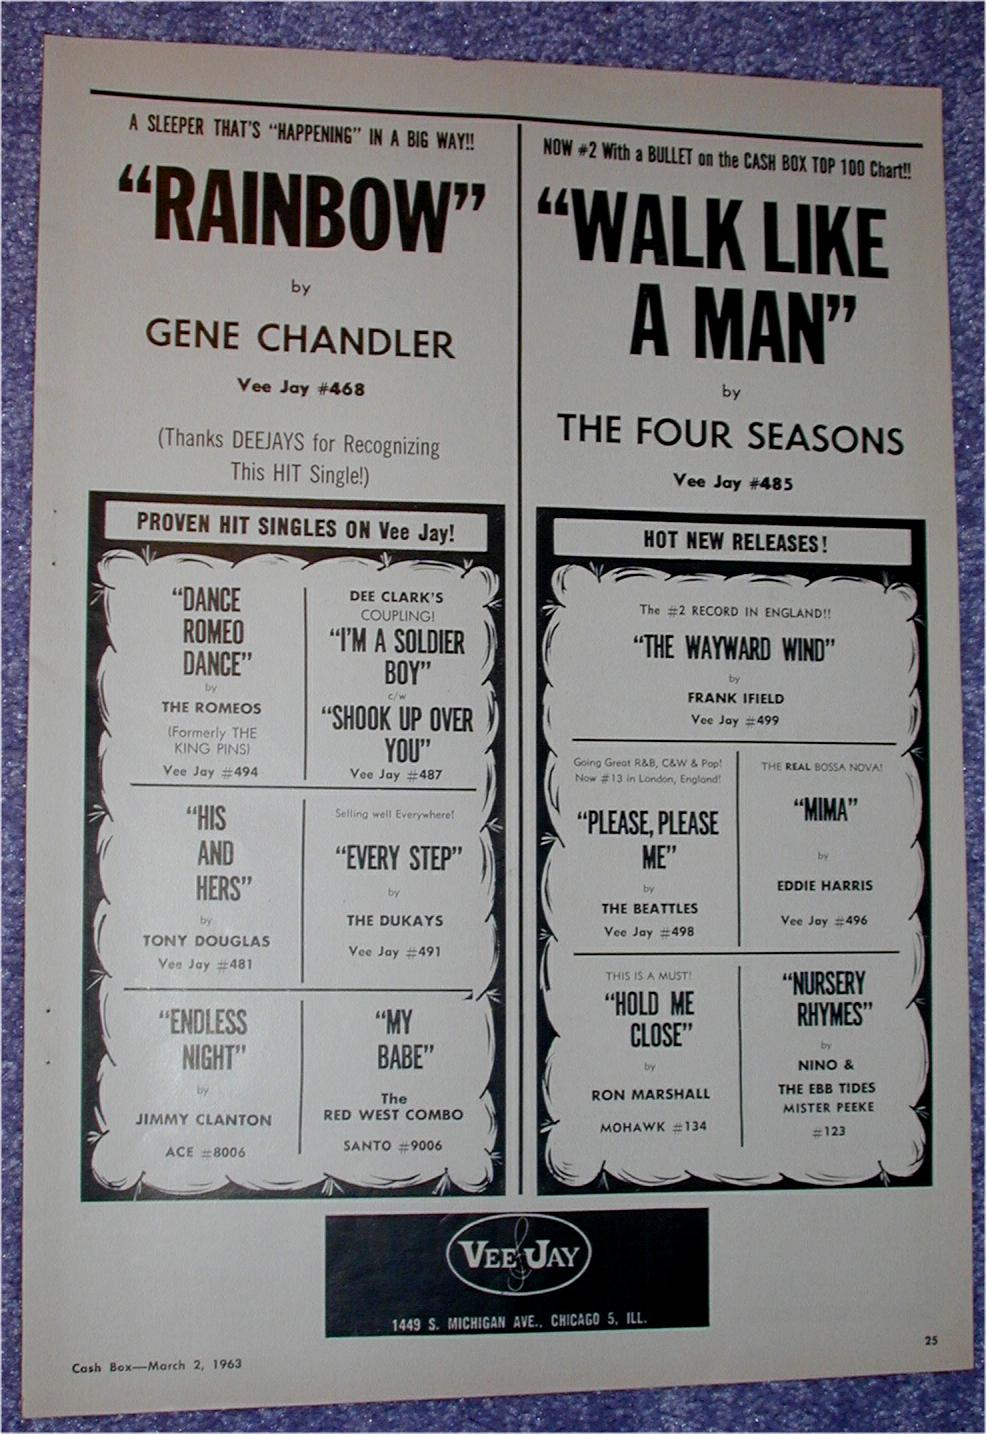 A SLEEPER THAT'S "HAPPENING" IN A BIG WAY!!
"RAINBOW"
by
GENE CHANDLER
Vee Jay #468
(Thanks DEEJAYS for Recognizing
This HIT Single!)
NOW #2 With a BULLET on the CASH BOX TOP 100 Chart!!
"WALK LIKE
A MAN"
by
THE FOUR SEASONS
Vee Jay #485
PROVEN HIT SINGLES ON Vee Jay!
"DANCE
ROMEO
DANCE"
by
THE ROMEOS
(Formerly THE
KING PINS)
Vee Jay #494
DEE CLARK'S
COUPLING!
"I'M A SOLDIER
BOY"
c/w
"SHOOK UP OVER
YOU"
Vee Jay #487
"HIS
AND
HERS"
by
TONY DOUGLAS
Vee Jay #481
Selling well Everywhere!
"EVERY STEP"
by
THE DUKAYS
Vee Jay #491
"ENDLESS
NIGHT"
by
JIMMY CLANTON
ACE #8006
"MY
BABE"
The
RED WEST COMBO
SANTO #9006
HOT NEW RELEASES!
The #2 RECORD IN ENGLAND!!
"THE WAYWARD WIND"
by
FRANK IFIELD
Vee Jay #499
Going Great R&B, C&W & Pop!
Now #13 in London, England!
"PLEASE, PLEASE
ME"
by
THE BEATTLES
Vee Jay #498
THE REAL BOSSA NOVA!
"MIMA"
by
EDDIE HARRIS
Vee Jay #496
THIS IS A MUST!
"HOLD ME
CLOSE"
by
RON MARSHALL
MOHAWK #134
"NURSERY
RHYMES"
by
NINO &
THE EBB TIDES
MISTER PEEKE
#123
VEE JAY
1449 S. MICHIGAN AVE., CHICAGO 5, ILL.
25
Cash Box—March 2, 1963